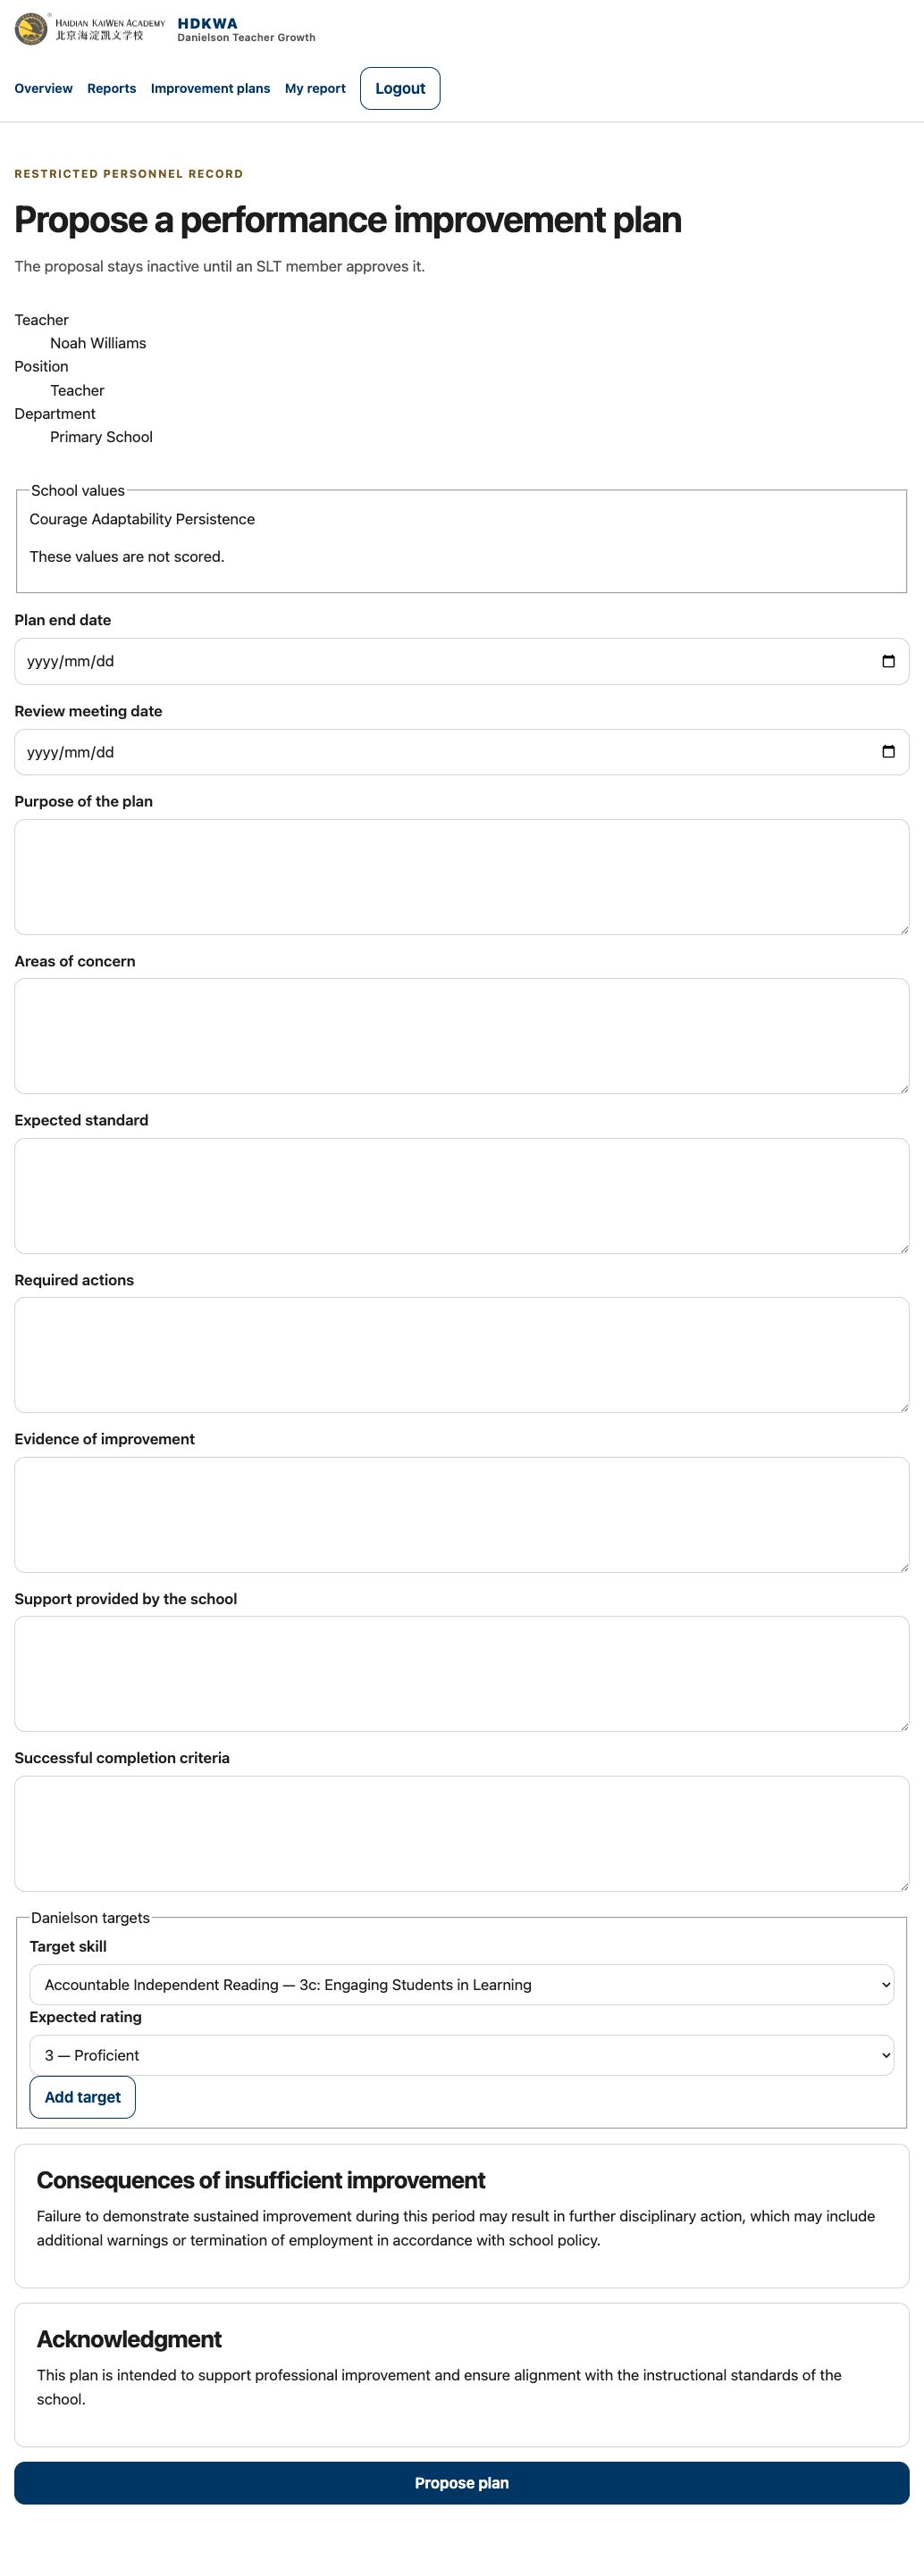 HAIDIAN KAIWEN ACADEMY
北京海淀凯文学校
HDKWA
Danielson Teacher Growth
Overview Reports Improvement plans My report Logout
RESTRICTED PERSONNEL RECORD
Propose a performance improvement plan
The proposal stays inactive until an SLT member approves it.
Teacher
Noah Williams
Position
Teacher
Department
Primary School
School values
Courage Adaptability Persistence
These values are not scored.
Plan end date
yyyy/mm/dd
Review meeting date
yyyy/mm/dd
Purpose of the plan
Areas of concern
Expected standard
Required actions
Evidence of improvement
Support provided by the school
Successful completion criteria
Danielson targets
Target skill
Accountable Independent Reading — 3c: Engaging Students in Learning
Expected rating
3 — Proficient
Add target
Consequences of insufficient improvement
Failure to demonstrate sustained improvement during this period may result in further disciplinary action, which may include
additional warnings or termination of employment in accordance with school policy.
Acknowledgment
This plan is intended to support professional improvement and ensure alignment with the instructional standards of the
school.
Propose plan